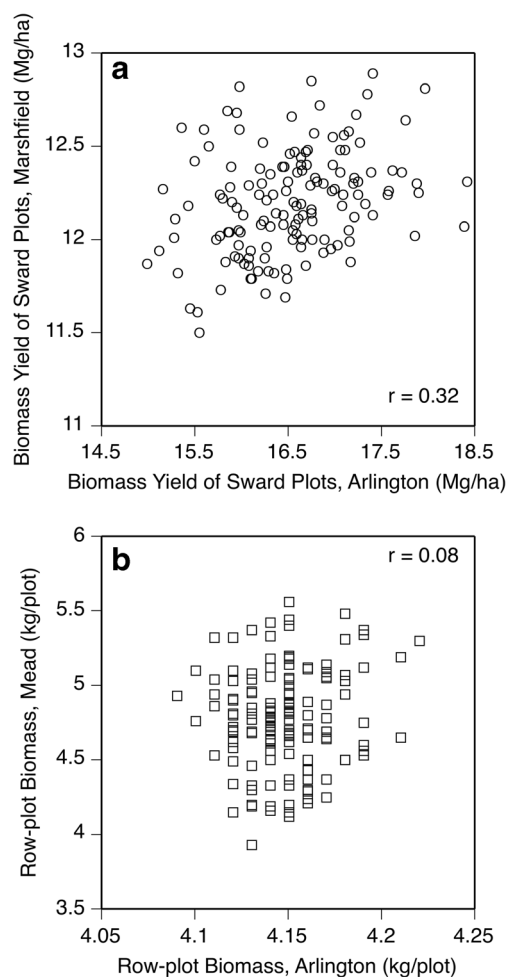 a
Biomass Yield of Sward Plots, Marshfield (Mg/ha)
13
12.5
12
11.5
11
r = 0.32
14.5 15.5 16.5 17.5 18.5
Biomass Yield of Sward Plots, Arlington (Mg/ha)
b
r = 0.08
Row-plot Biomass, Mead (kg/plot)
6
5.5
5
4.5
4
3.5
4.05 4.1 4.15 4.2 4.25
Row-plot Biomass, Arlington (kg/plot)